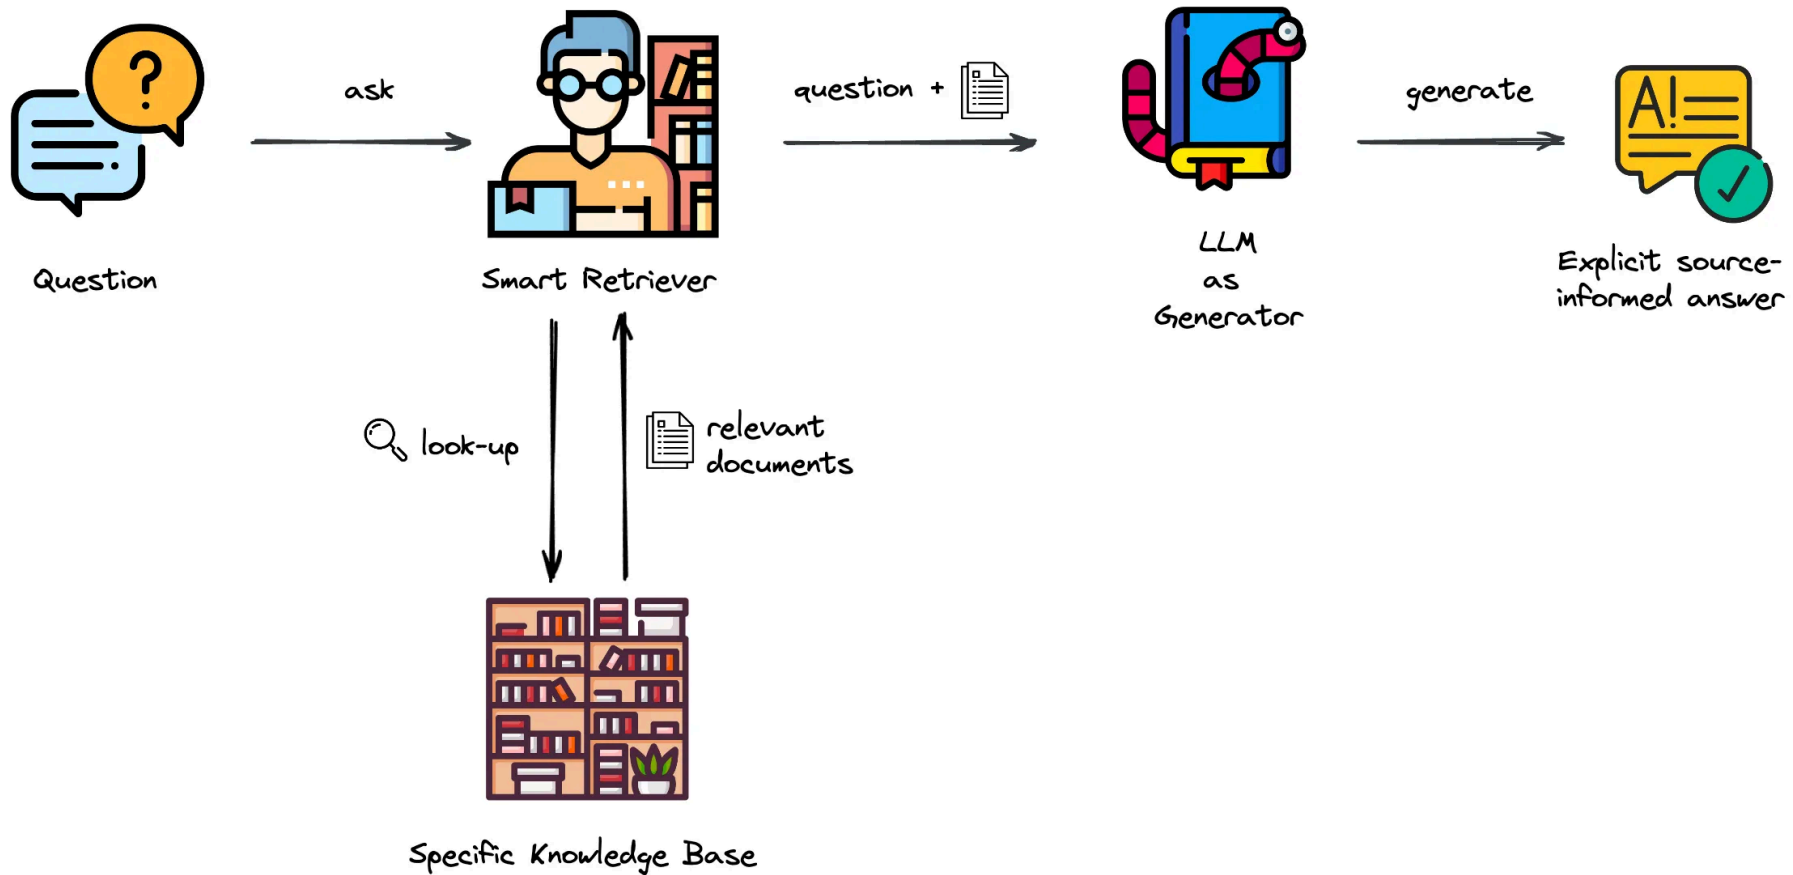 ?
ask
question +
generate
A!
Question
Smart Retriever
LLM
as
Generator
Explicit source-
informed answer
look-up
relevant
documents
Specific Knowledge Base